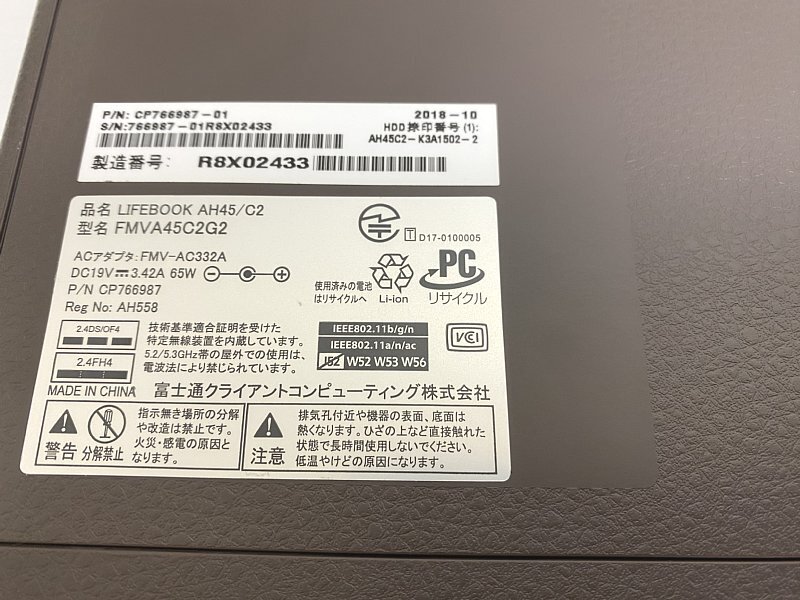 P/N: CP766987-01
S/N:766987-01R8X02433
2018-10
HDD捺印番号(1):
AH45C2-K3A1502-2
製造番号: R8X02433
品名 LIFEBOOK AH45/C2
型名 FMVA45C2G2
T D17-0100005
ACアダプタ:FMV-AC332A
DC19V 3.42A 65W
P/N CP766987
Reg No: AH558
使用済みの電池
はリサイクルへ
Li-ion
PC
リサイクル
2.4DS/OF4
2.4FH4
技術基準適合証明を受けた
特定無線装置を内蔵しています。
5.2/5.3GHz帯の屋外での使用は、
電波法により禁じられています。
IEEE802.11b/g/n
IEEE802.11a/n/ac
J52 W52 W53 W56
VCI
MADE IN CHINA
富士通クライアントコンピューティング株式会社
警告
分解禁止
指示無き場所の分解
や改造は禁止です。
火災・感電の原因と
なります。
注意
排気孔付近や機器の表面、底面は
熱くなります。ひざの上など直接触れた
状態で長時間使用しないでください。
低温やけどの原因になります。